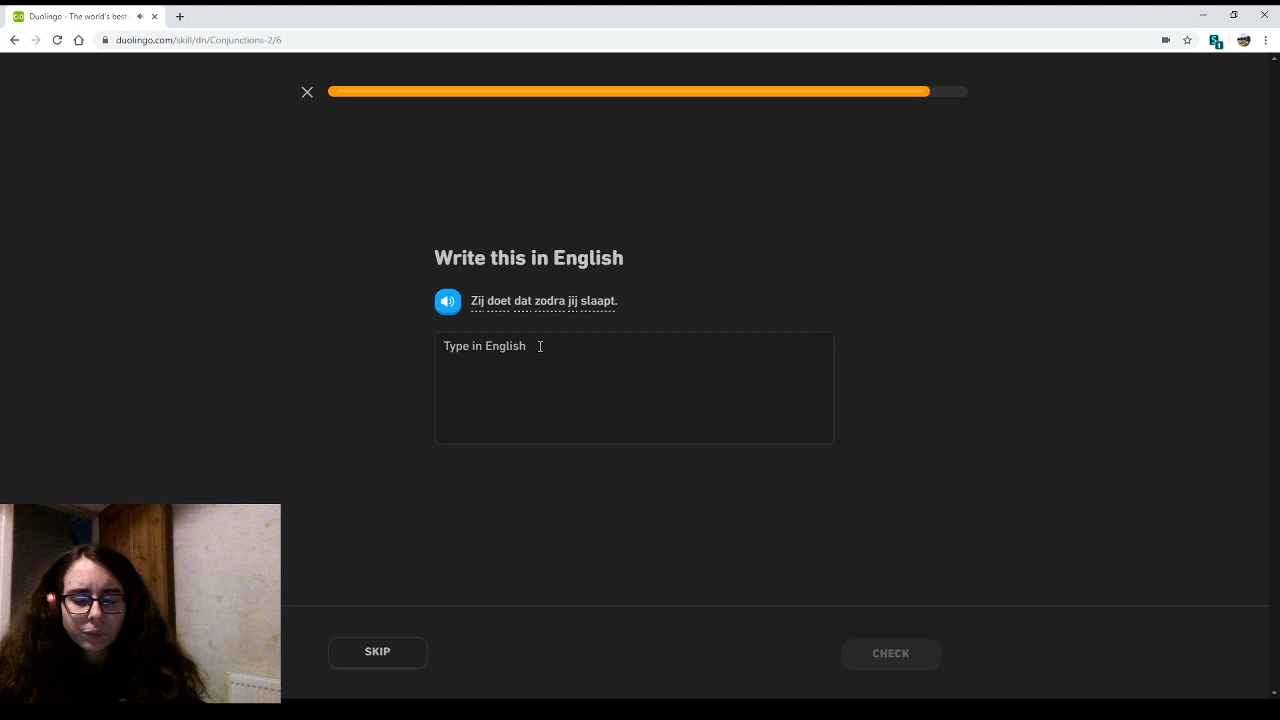 Duolingo - The world's best
duolingo.com/skill/dn/Conjunctions-2/6
Write this in English
Zij doet dat zodra jij slaapt.
Type in English
SKIP
CHECK